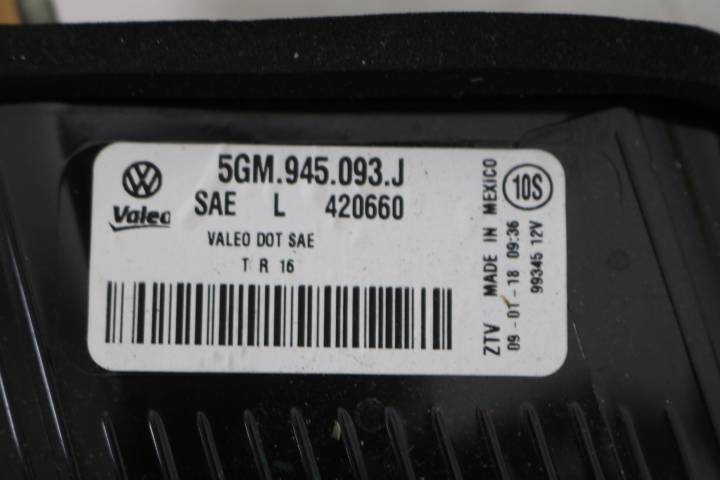 5GM.945.093.J
Valeo
SAE L 420660
VALEO DOT SAE
T R 16
ZTV MADE IN MEXICO
09-01-18 09:36
99345 12V
10S